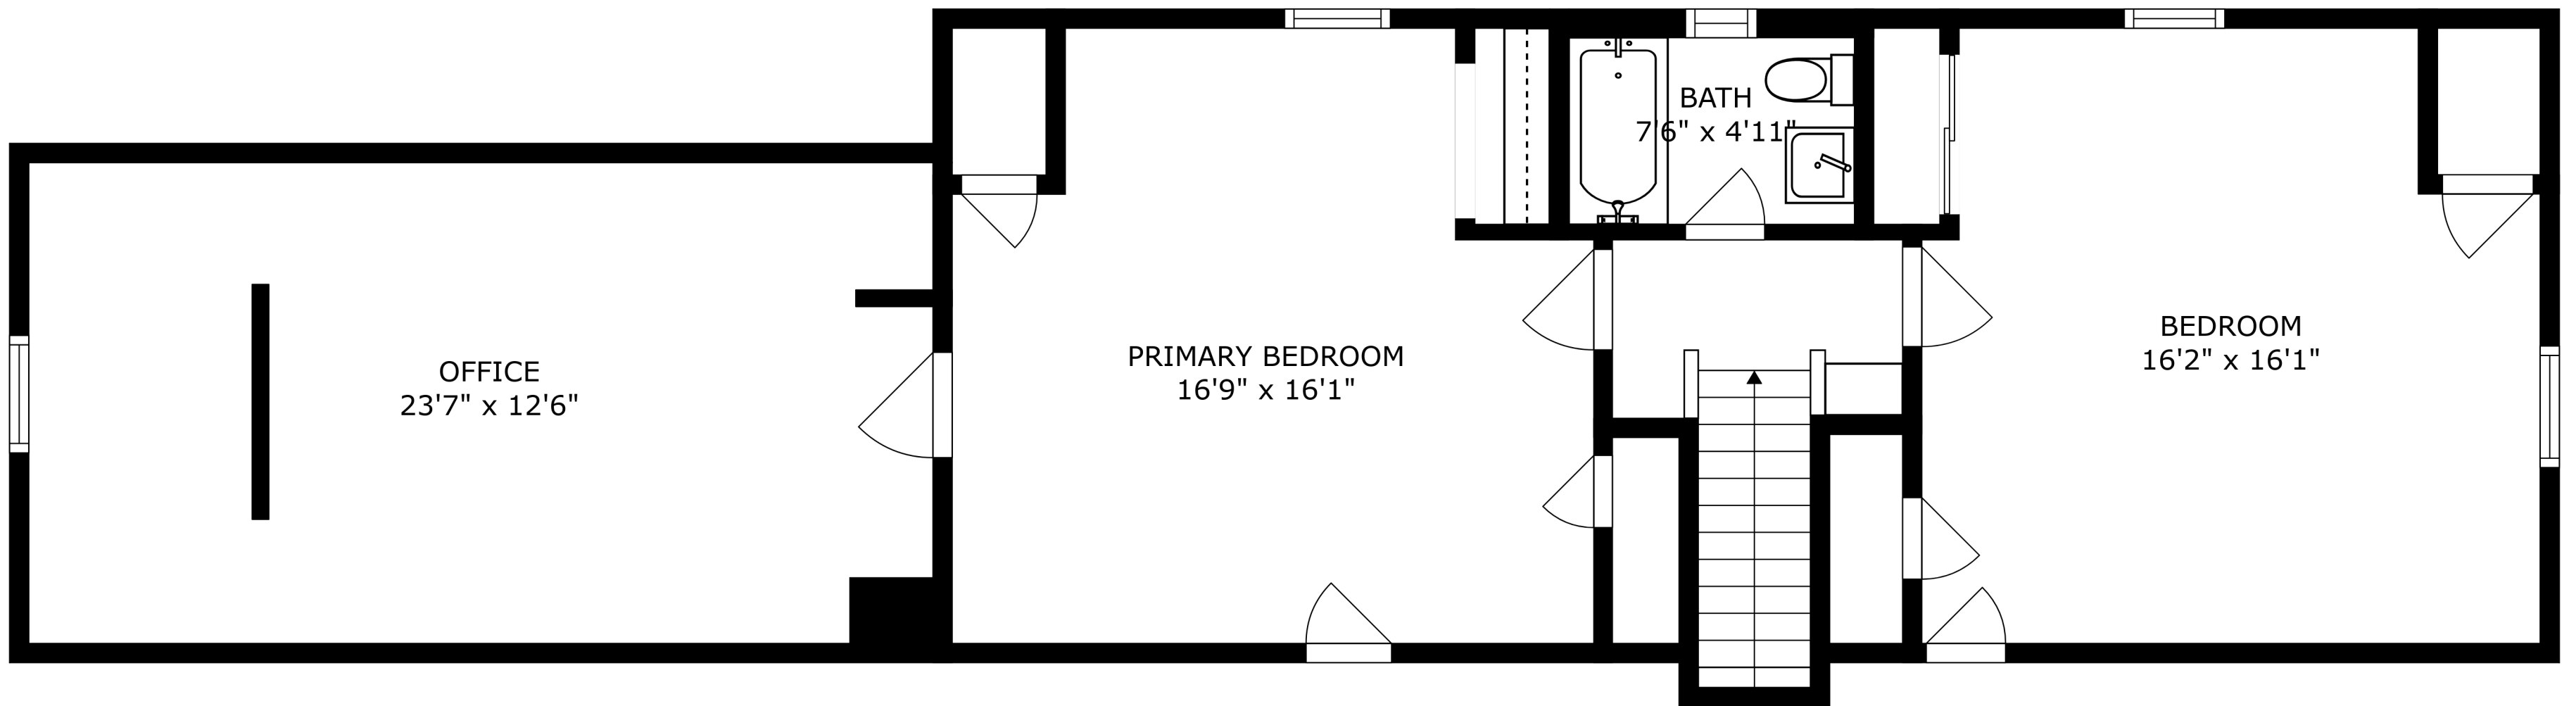 BATH
7'6" x 4'11"
BEDROOM
16'2" x 16'1"
PRIMARY BEDROOM
16'9" x 16'1"
OFFICE
23'7" x 12'6"